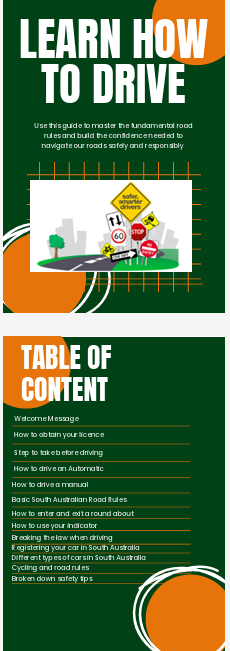 LEARN HOW
TO DRIVE
Use this guide to master the fundamental road
rules and build the confidence needed to
navigate our roads safely and responsibly
safer,
smarter
drivers
60
STOP
NO
ENTRY
ONE WAY
TABLE OF
CONTENT
Welcome Message
How to obtain your licence
Step to take before driving
How to drive an Automatic
How to drive a manual
Basic South Australian Road Rules
How to enter and exit a round about
How to use your indicator
Breaking the law when driving
Registering your car in South Australia
Different types of cars in South Australia
Cycling and road rules
Broken down safety tips